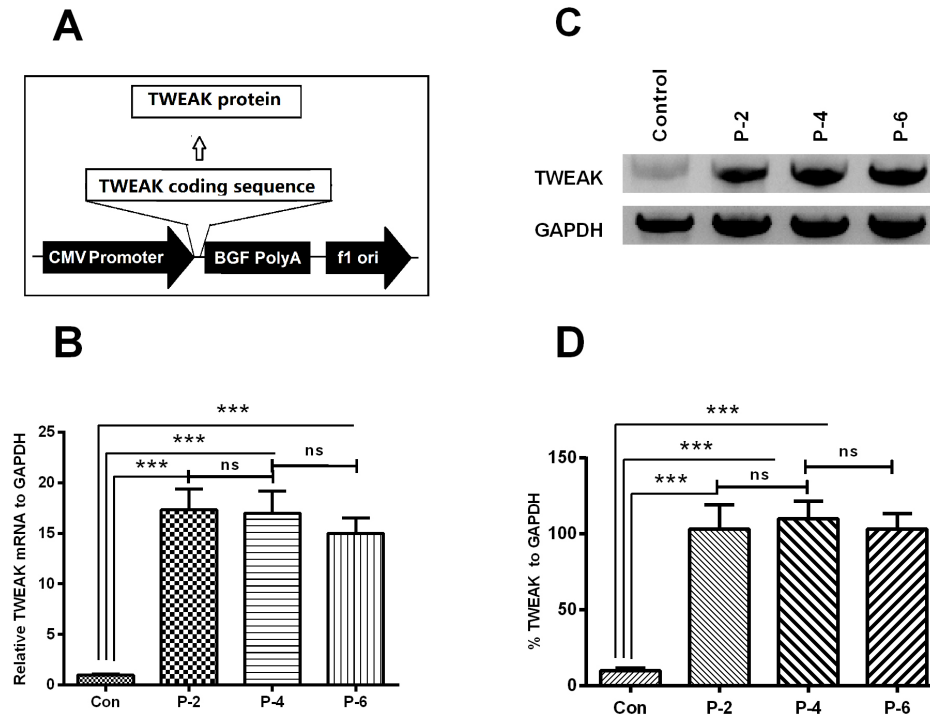 A
TWEAK protein
TWEAK coding sequence
CMV Promoter
BGF PolyA
f1 ori
C
Control
P-2
P-4
P-6
TWEAK
GAPDH
B
Relative TWEAK mRNA to GAPDH
25
20
15
10
5
0
***
***
***
ns
ns
Con
P-2
P-4
P-6
D
% TWEAK to GAPDH
150
100
50
0
***
***
***
ns
ns
Con
P-2
P-4
P-6